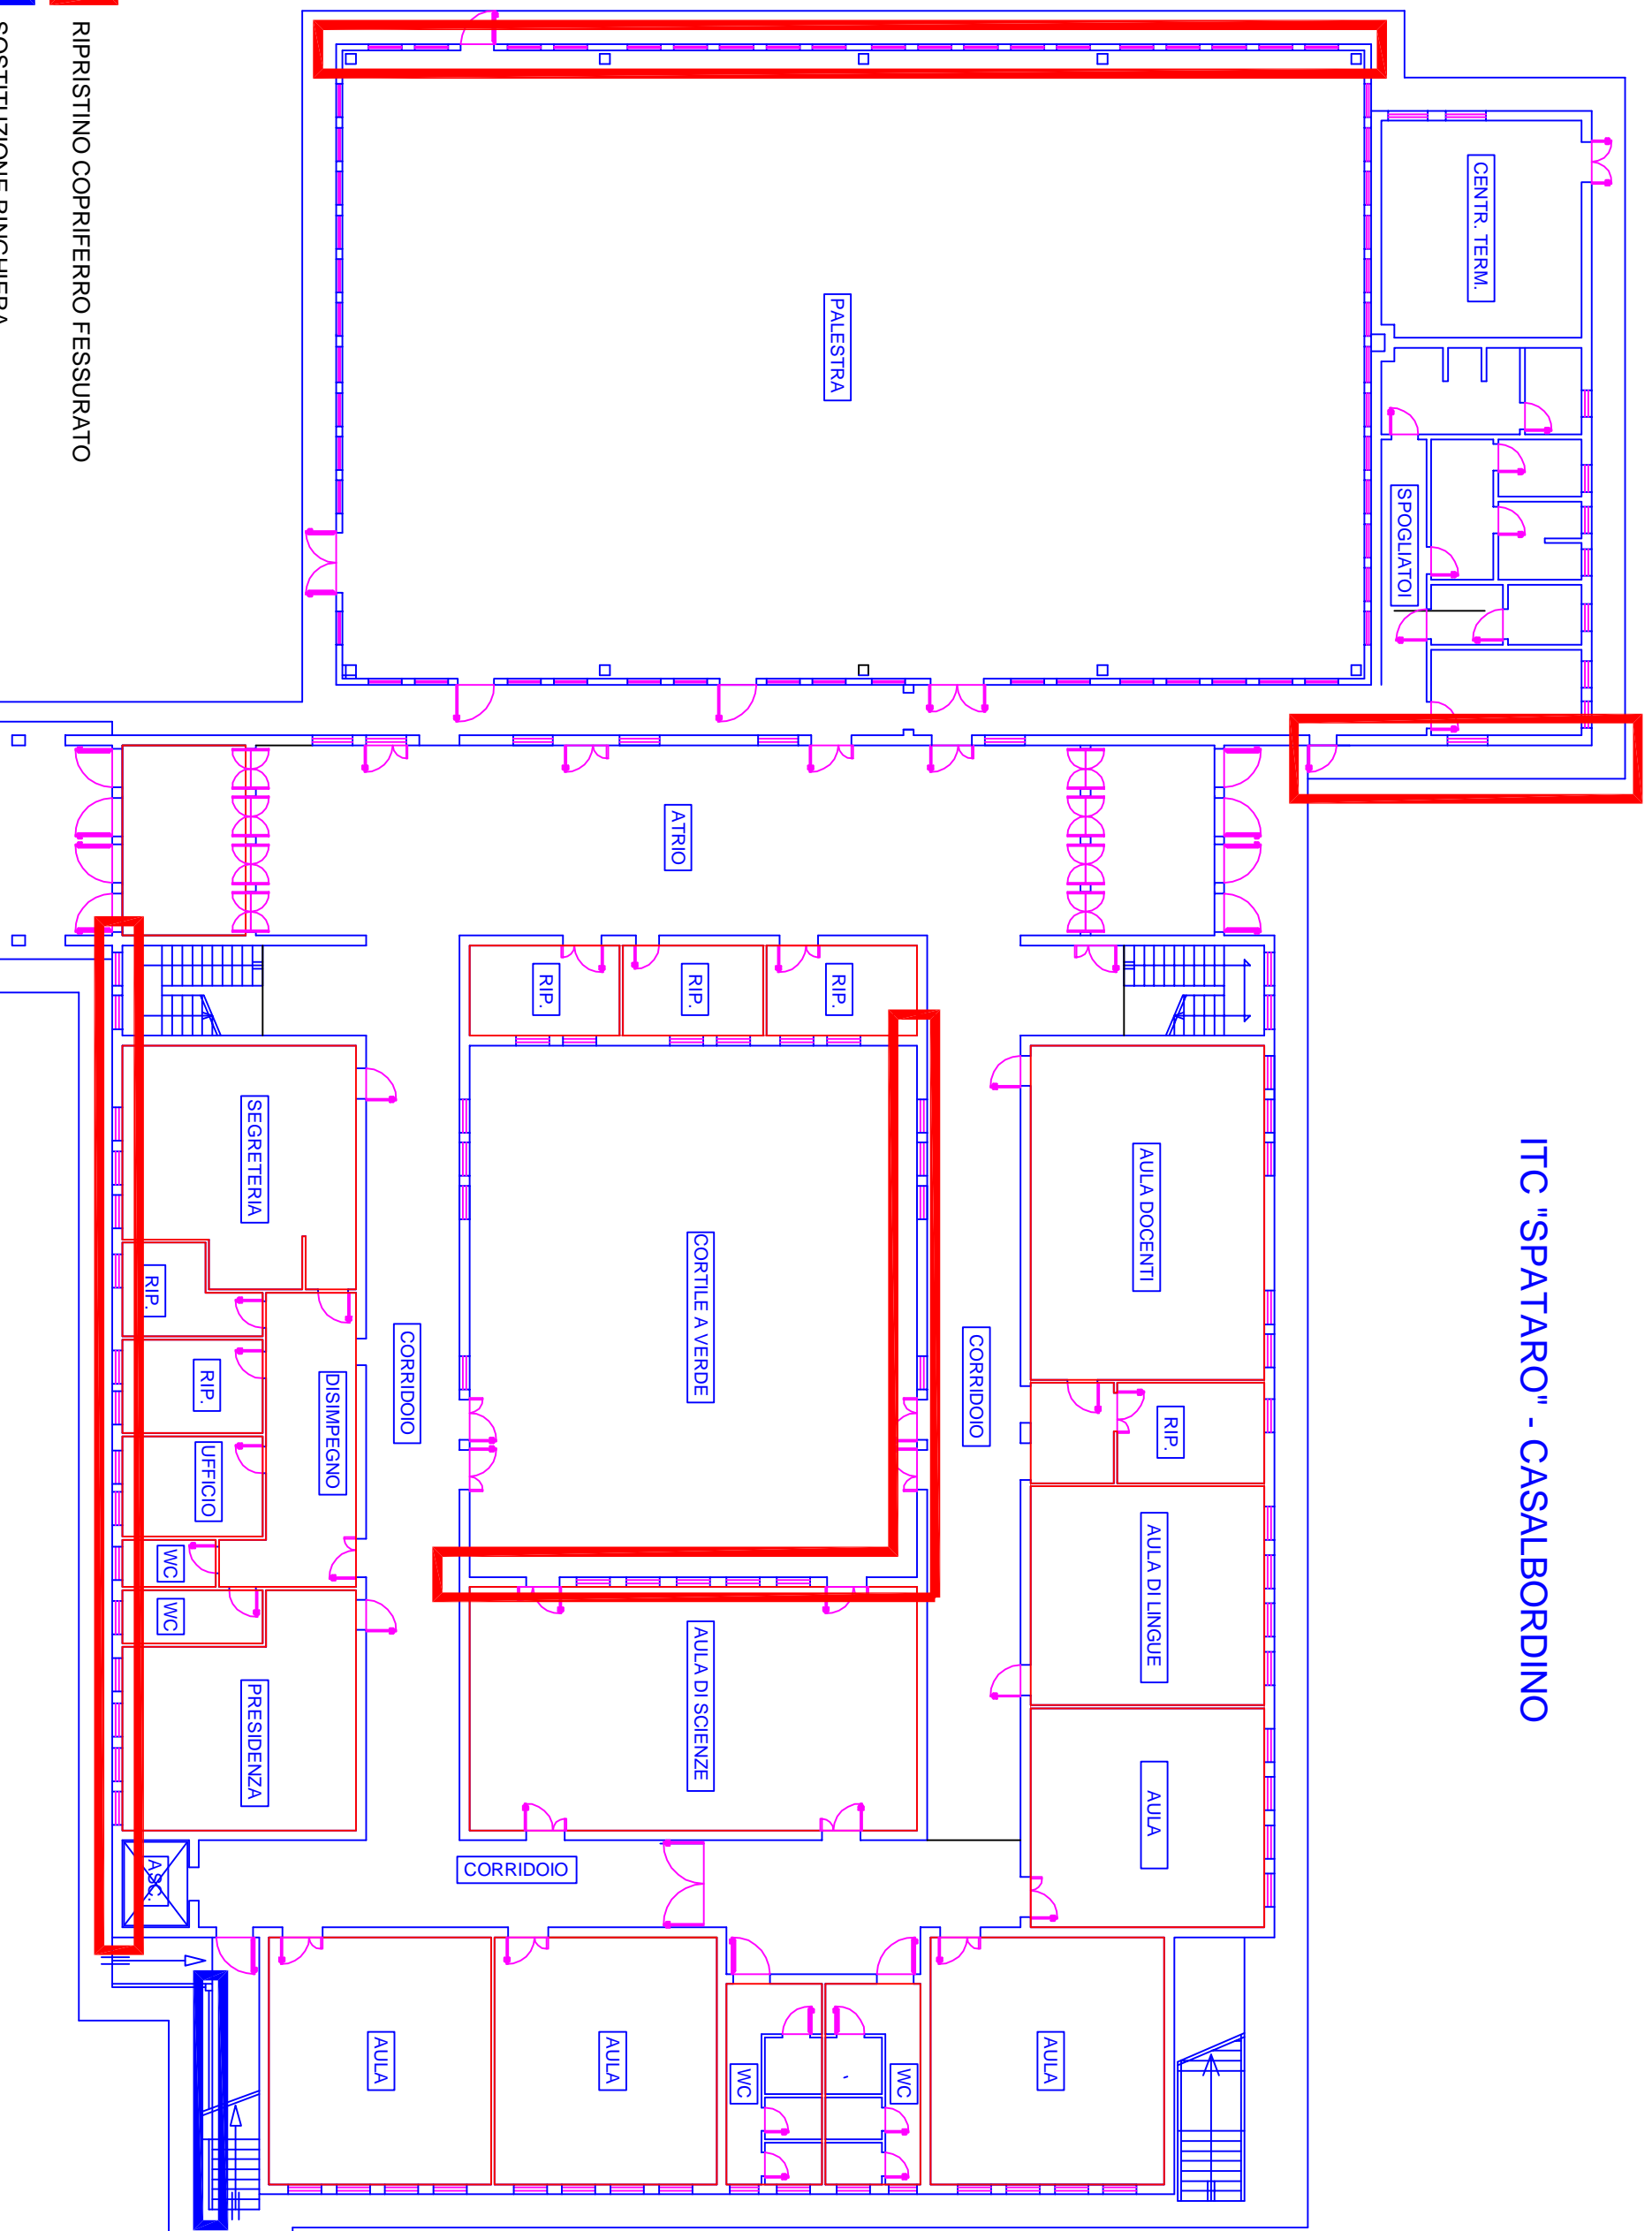 ITC "SPATARO" - CASALBORDINO
CENTR. TERM.
SPOGLIATOI
AULA DOCENTI
RIP.
AULA DI LINGUE
AULA
AULA
CORRIDOIO
WC
PALESTRA
RIP.
WC
RIP.
CORTILE A VERDE
AULA DI SCIENZE
ATRIO
AULA
RIP.
CORRIDOIO
CORRIDOIO
AULA
DISIMPEGNO
SEGRETERIA
PRESIDENZA
RIP.
UFFICIO
RIP.
WC
WC
ASC.
RIPRISTINO COPRIFERRO FESSURATO
SOSTITUZIONE RINGHIERA